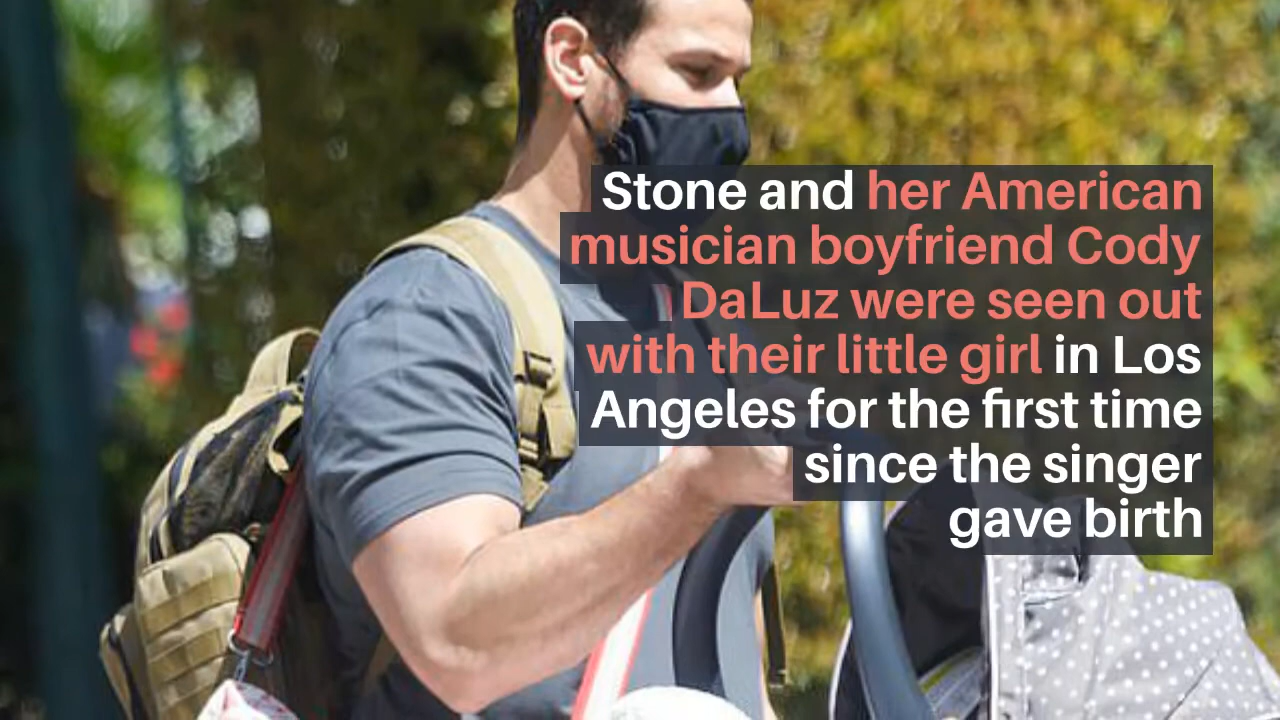 Stone and her American
musician boyfriend Cody
DaLuz were seen out
with their little girl in Los
Angeles for the first time
since the singer
gave birth